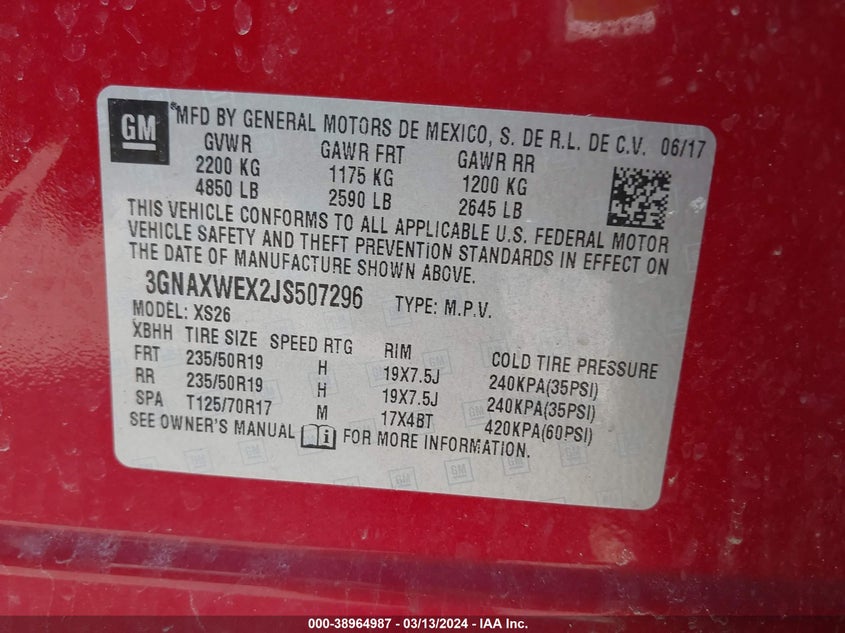 GM
MFD BY GENERAL MOTORS DE MEXICO, S. DE R.L. DE C.V. 06/17
GVWR GAWR FRT GAWR RR
2200 KG 1175 KG 1200 KG
4850 LB 2590 LB 2645 LB
THIS VEHICLE CONFORMS TO ALL APPLICABLE U.S. FEDERAL MOTOR
VEHICLE SAFETY AND THEFT PREVENTION STANDARDS IN EFFECT ON
THE DATE OF MANUFACTURE SHOWN ABOVE.
3GNAXWEX2JS507296 TYPE: M.P.V.
MODEL: XS26
XBHH TIRE SIZE SPEED RTG RIM COLD TIRE PRESSURE
FRT 235/50R19 H 19X7.5J 240KPA(35PSI)
RR 235/50R19 H 19X7.5J 240KPA(35PSI)
SPA T125/70R17 M 17X4BT 420KPA(60PSI)
SEE OWNER'S MANUAL FOR MORE INFORMATION.
000-38964987 - 03/13/2024 - IAA Inc.